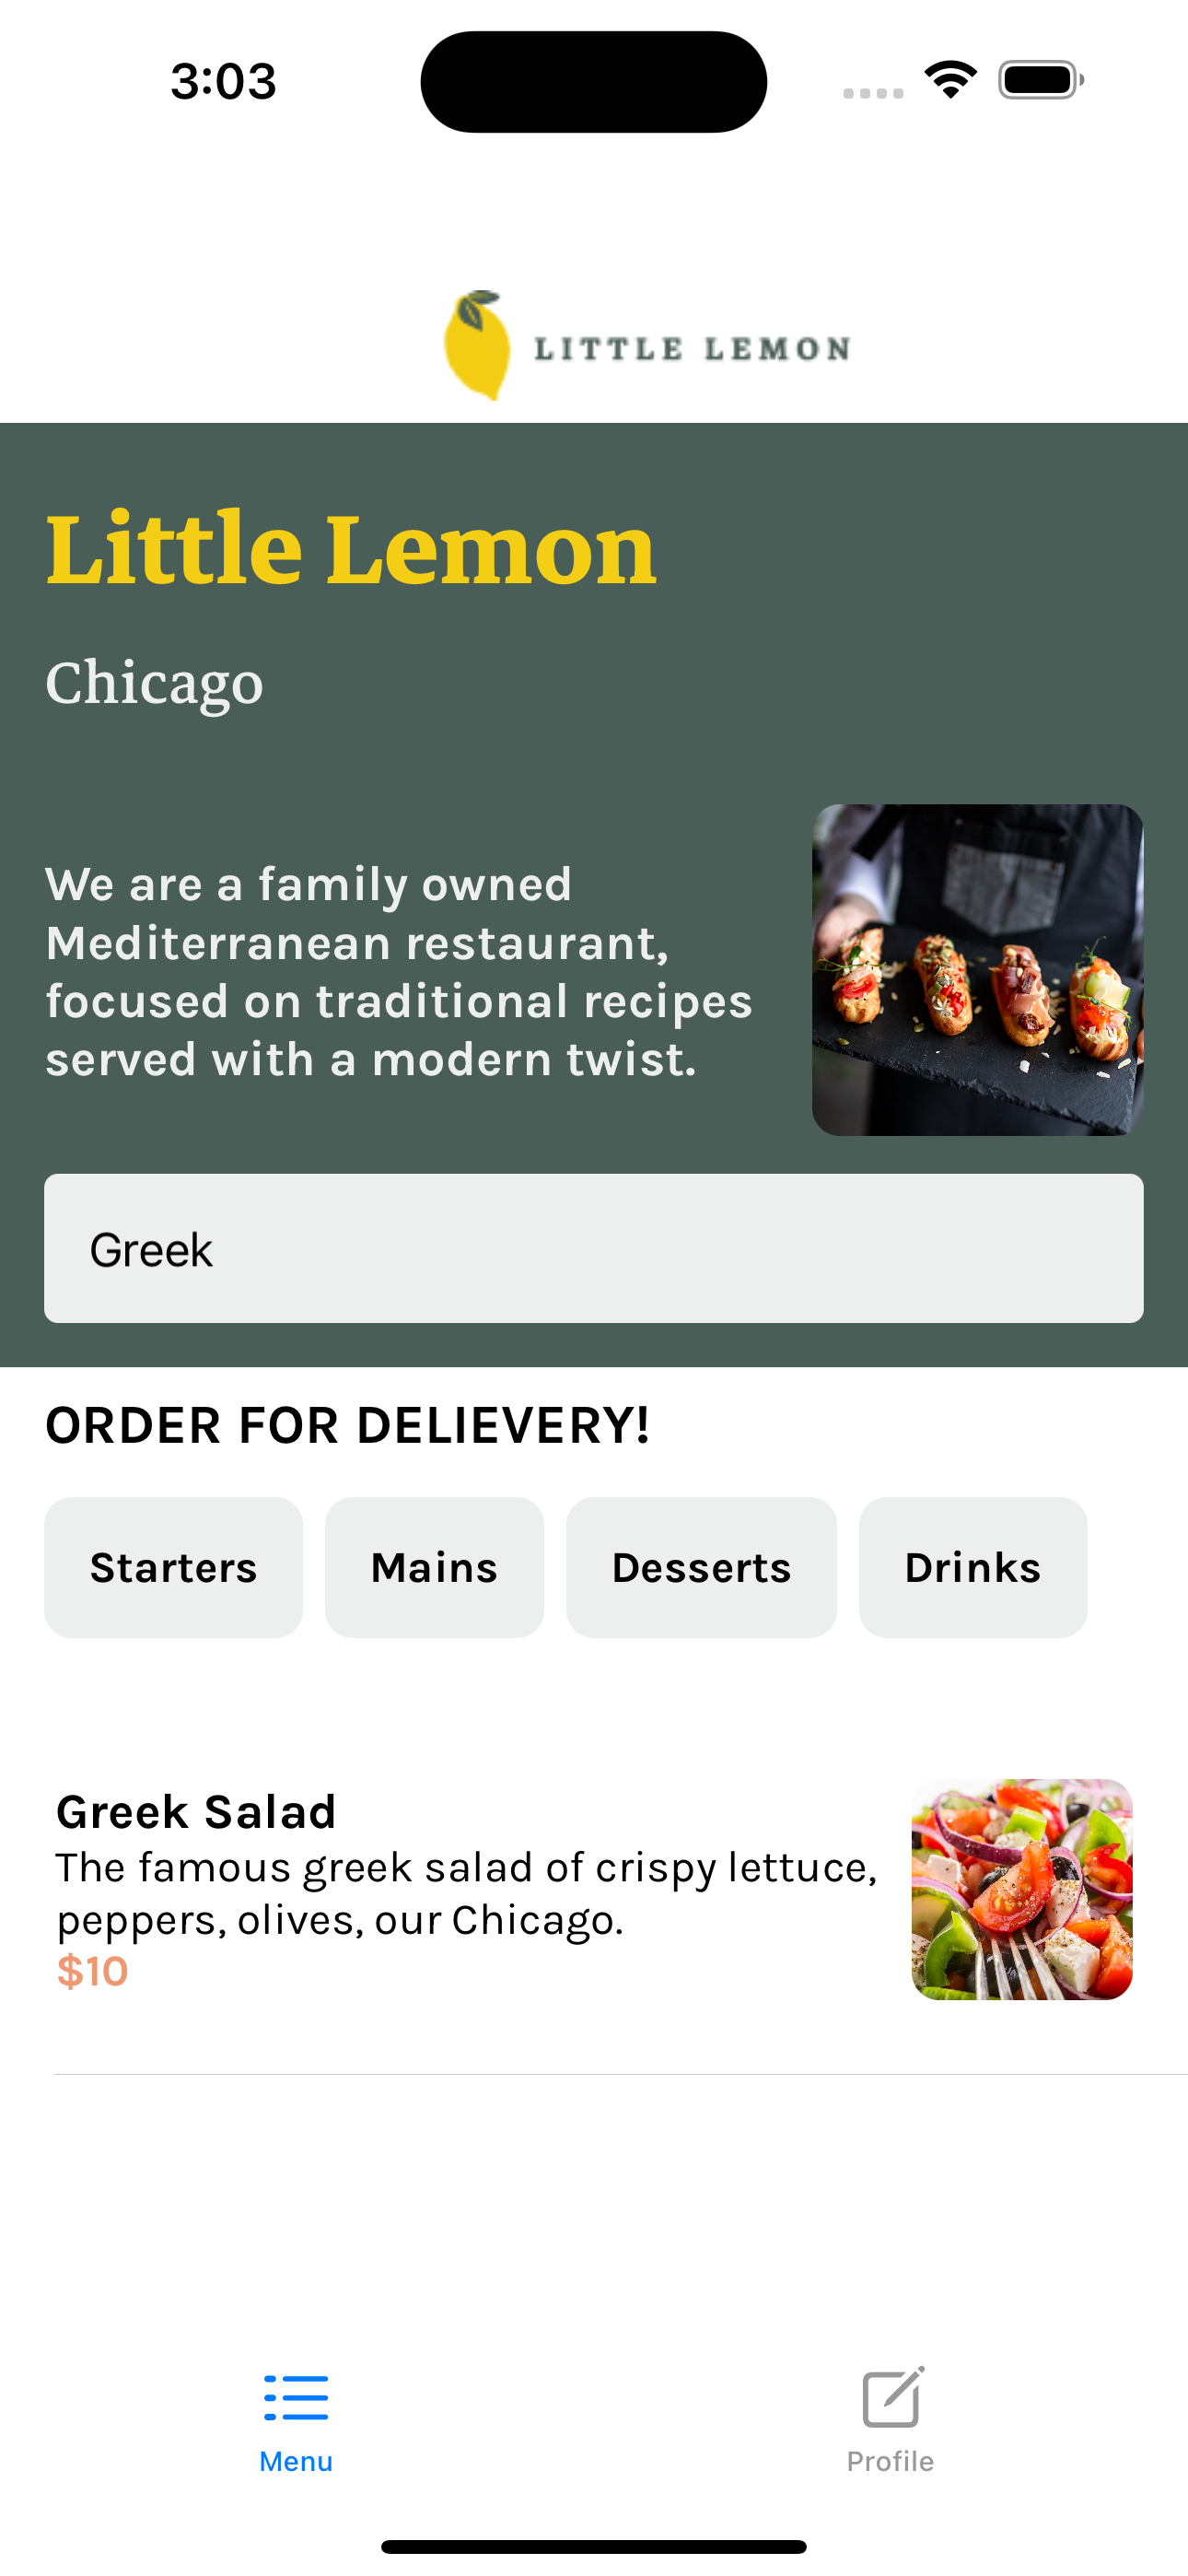 3:03
LITTLE LEMON
Little Lemon
Chicago
We are a family owned
Mediterranean restaurant,
focused on traditional recipes
served with a modern twist.
Greek
ORDER FOR DELIEVERY!
Starters
Mains
Desserts
Drinks
Greek Salad
The famous greek salad of crispy lettuce,
peppers, olives, our Chicago.
$10
Menu
Profile